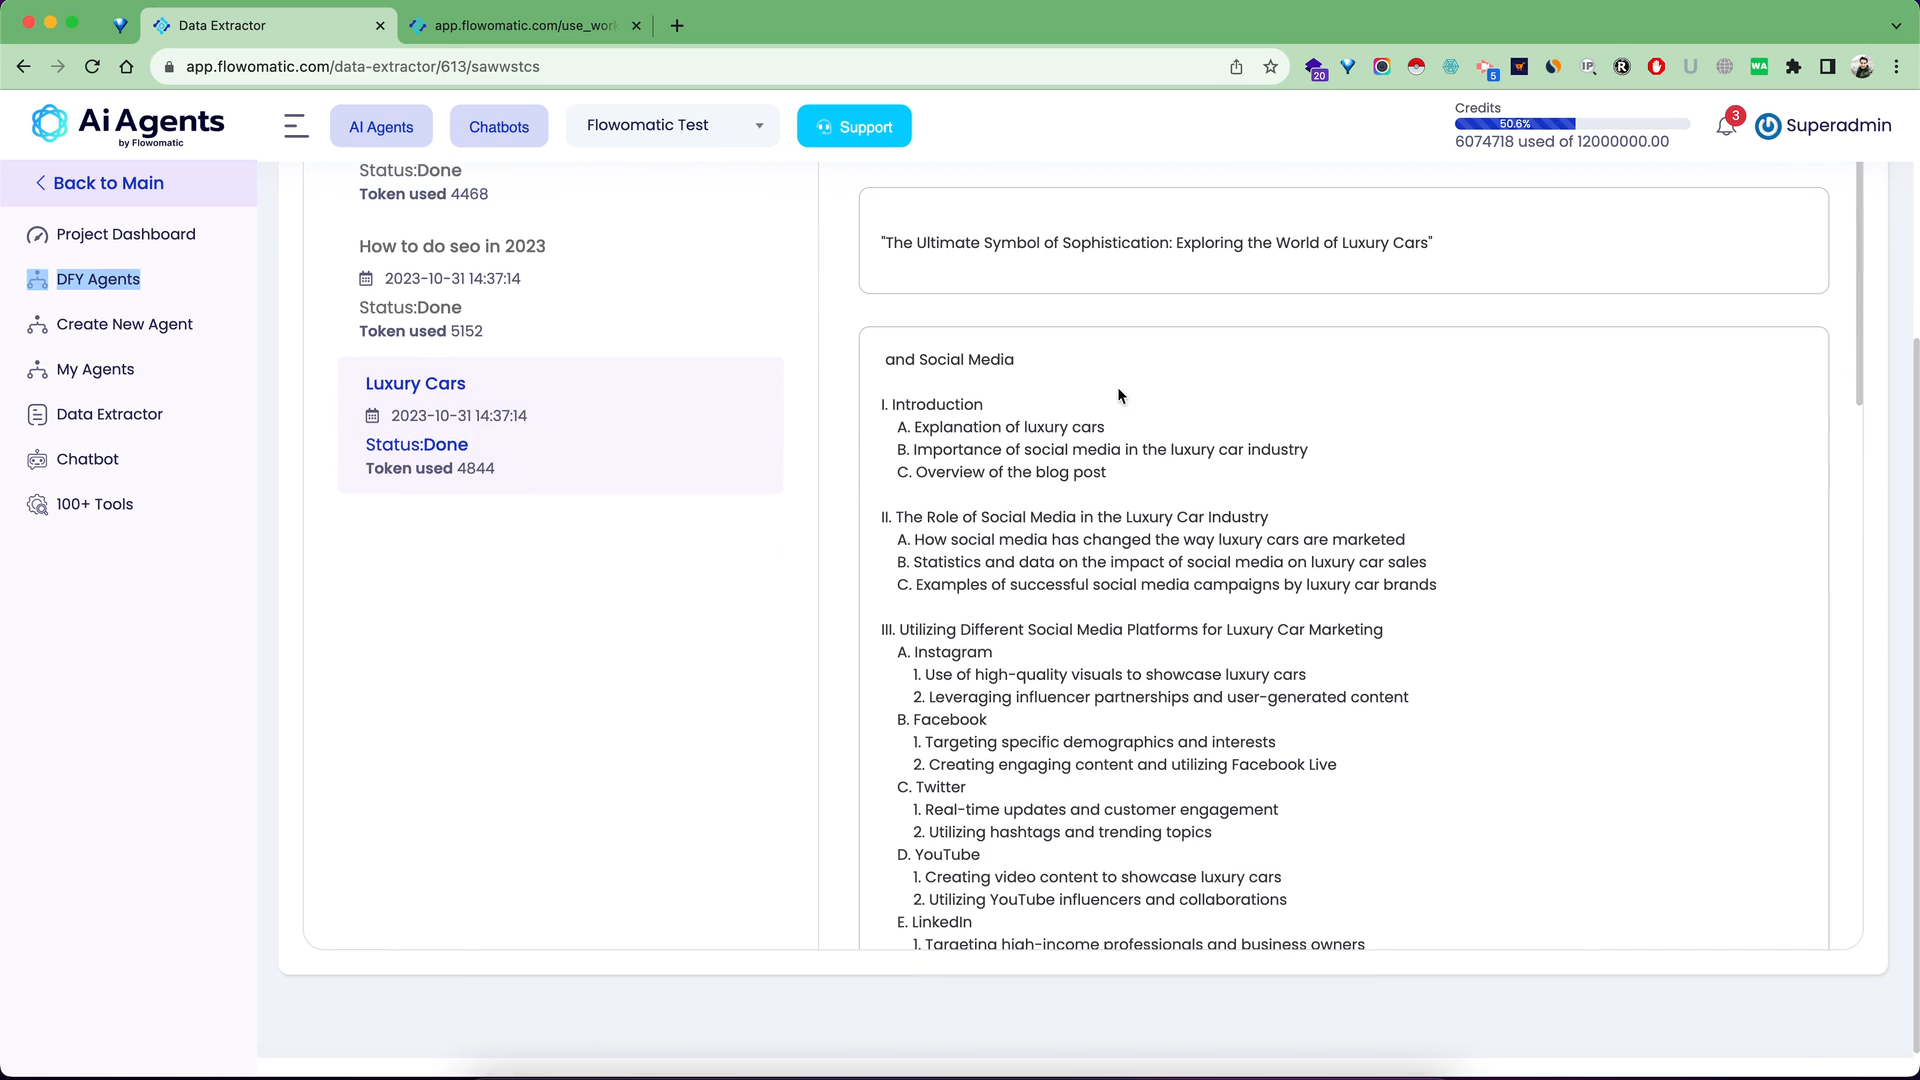 Data Extractor
app.flowomatic.com/use_wor
app.flowomatic.com/data-extractor/613/sawwstcs
20
5
WA
Ai Agents
by Flowomatic
AI Agents
Chatbots
Flowomatic Test
Support
Credits
50.6%
6074718 used of 12000000.00
3
Superadmin
Back to Main
Project Dashboard
DFY Agents
Create New Agent
My Agents
Data Extractor
Chatbot
100+ Tools
Status:Done
Token used 4468
How to do seo in 2023
2023-10-31 14:37:14
Status:Done
Token used 5152
Luxury Cars
2023-10-31 14:37:14
Status:Done
Token used 4844
"The Ultimate Symbol of Sophistication: Exploring the World of Luxury Cars"
and Social Media
I. Introduction
A. Explanation of luxury cars
B. Importance of social media in the luxury car industry
C. Overview of the blog post
II. The Role of Social Media in the Luxury Car Industry
A. How social media has changed the way luxury cars are marketed
B. Statistics and data on the impact of social media on luxury car sales
C. Examples of successful social media campaigns by luxury car brands
III. Utilizing Different Social Media Platforms for Luxury Car Marketing
A. Instagram
1. Use of high-quality visuals to showcase luxury cars
2. Leveraging influencer partnerships and user-generated content
B. Facebook
1. Targeting specific demographics and interests
2. Creating engaging content and utilizing Facebook Live
C. Twitter
1. Real-time updates and customer engagement
2. Utilizing hashtags and trending topics
D. YouTube
1. Creating video content to showcase luxury cars
2. Utilizing YouTube influencers and collaborations
E. LinkedIn
1. Targeting high-income professionals and business owners